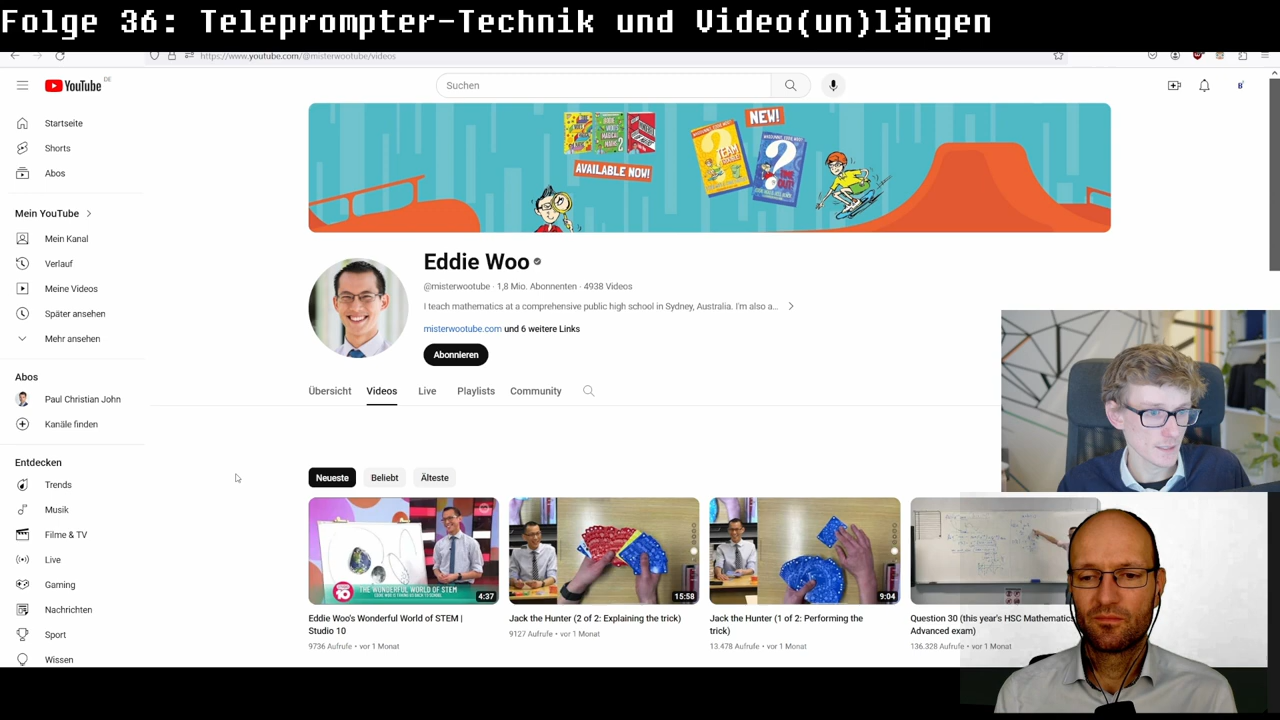 Folge 36: Teleprompter-Technik und Video(un)längen
https://www.youtube.com/@misterwootube/videos
YouTube DE
Suchen
Startseite
Shorts
Abos
Mein YouTube
Mein Kanal
Verlauf
Meine Videos
Später ansehen
Mehr ansehen
Abos
Paul Christian John
Kanäle finden
Entdecken
Trends
Musik
Filme & TV
Live
Gaming
Nachrichten
Sport
Wissen
AVAILABLE NOW!
NEW!
Eddie Woo
@misterwootube · 1,8 Mio. Abonnenten · 4938 Videos
I teach mathematics at a comprehensive public high school in Sydney, Australia. I'm also a...
misterwootube.com und 6 weitere Links
Abonnieren
Übersicht Videos Live Playlists Community
Neueste Beliebt Älteste
THE WONDERFUL WORLD OF STEM
4:37
15:58
9:04
Eddie Woo's Wonderful World of STEM |
Studio 10
9736 Aufrufe • vor 1 Monat
Jack the Hunter (2 of 2: Explaining the trick)
9127 Aufrufe • vor 1 Monat
Jack the Hunter (1 of 2: Performing the
trick)
13.478 Aufrufe • vor 1 Monat
Question 30 (this year's HSC Mathematics
Advanced exam)
136.328 Aufrufe • vor 1 Monat